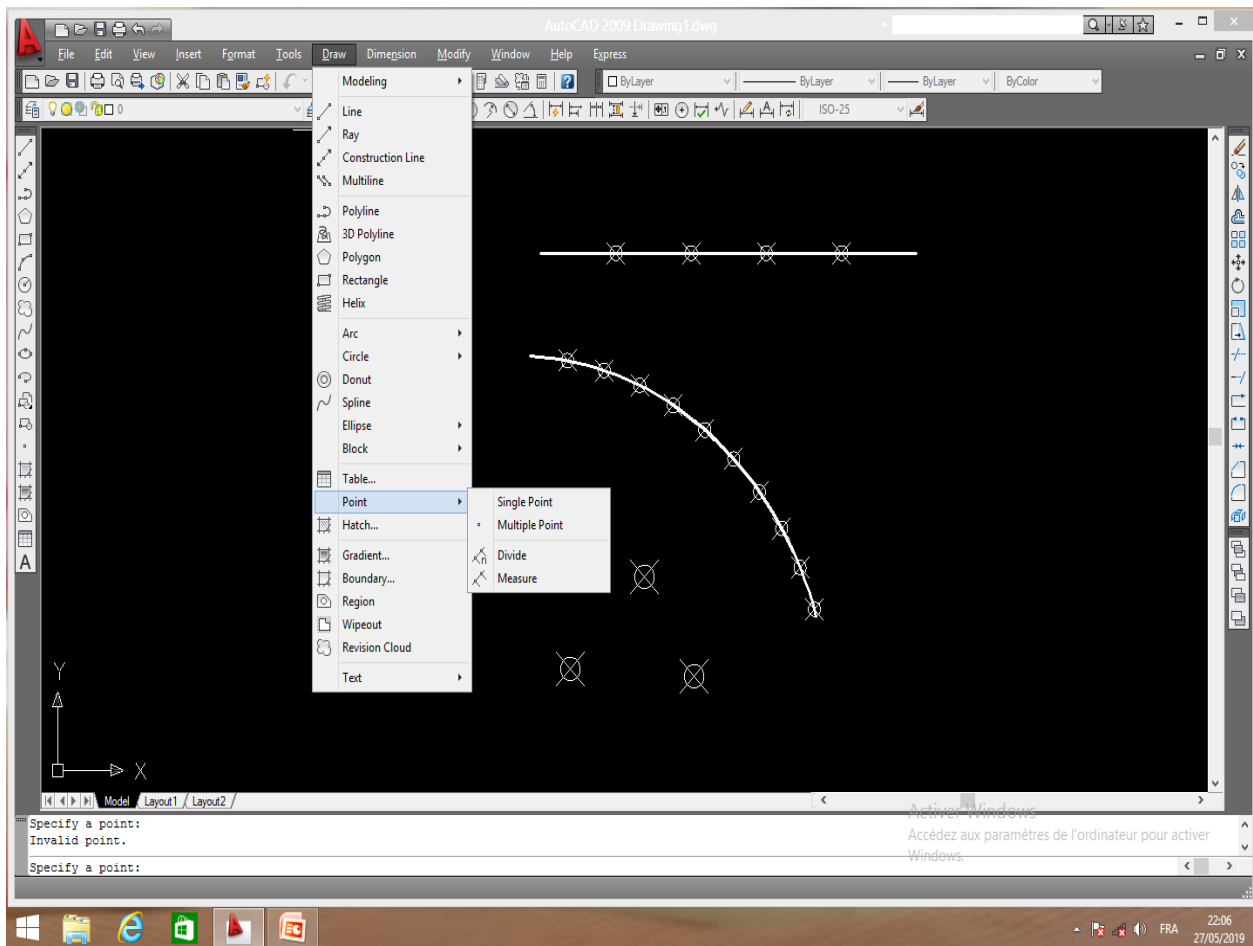 AutoCAD 2009 Drawing1.dwg
File Edit View Insert Format Tools Draw Dimension Modify Window Help Express
ByLayer ByLayer ByLayer ByColor
0 ISO-25
Modeling
Line
Ray
Construction Line
Multiline
Polyline
3D Polyline
Polygon
Rectangle
Helix
Arc
Circle
Donut
Spline
Ellipse
Block
Table...
Point
Hatch...
Gradient...
Boundary...
Region
Wipeout
Revision Cloud
Text
Single Point
Multiple Point
Divide
Measure
A
Y
X
Model Layout1 Layout2
Specify a point:
Invalid point.
Specify a point:
Activer Windows
Accédez aux paramètres de l'ordinateur pour activer
Windows.
FRA
22:06
27/05/2019